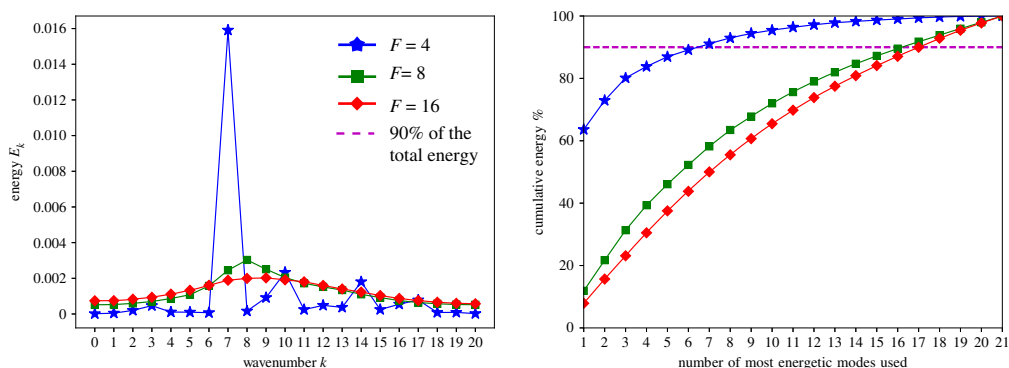 0.016
0.014
0.012
0.010
0.008
0.006
0.004
0.002
0
energy Ek
0 1 2 3 4 5 6 7 8 9 10 11 12 13 14 15 16 17 18 19 20
wavenumber k
F = 4
F= 8
F = 16
90% of the
total energy
100
80
60
40
20
0
cumulative energy %
1 2 3 4 5 6 7 8 9 10 11 12 13 14 15 16 17 18 19 20 21
number of most energetic modes used